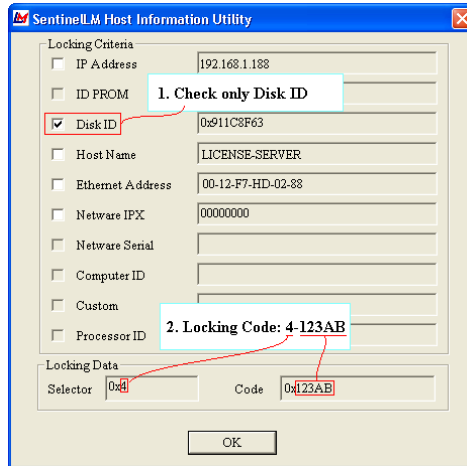 SentinelLM Host Information Utility
Locking Criteria
IP Address 192.168.1.188
ID PROM
1. Check only Disk ID
Disk ID 0x911C8F63
Host Name LICENSE-SERVER
Ethernet Address 00-12-F7-HD-02-88
Netware IPX 00000000
Netware Serial
Computer ID
Custom
2. Locking Code: 4-123AB
Processor ID
Locking Data
Selector 0x4 Code 0x123AB
OK